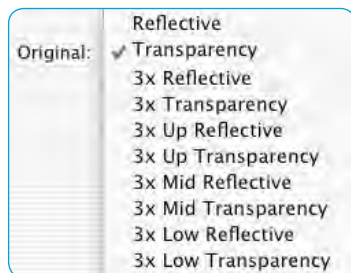 Reflective
Original: ✓ Transparency
3x Reflective
3x Transparency
3x Up Reflective
3x Up Transparency
3x Mid Reflective
3x Mid Transparency
3x Low Reflective
3x Low Transparency